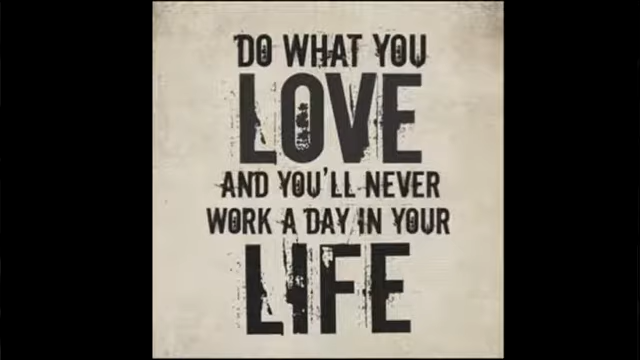 DO WHAT YOU
LOVE
AND YOU'LL NEVER
WORK A DAY IN YOUR
LIFE